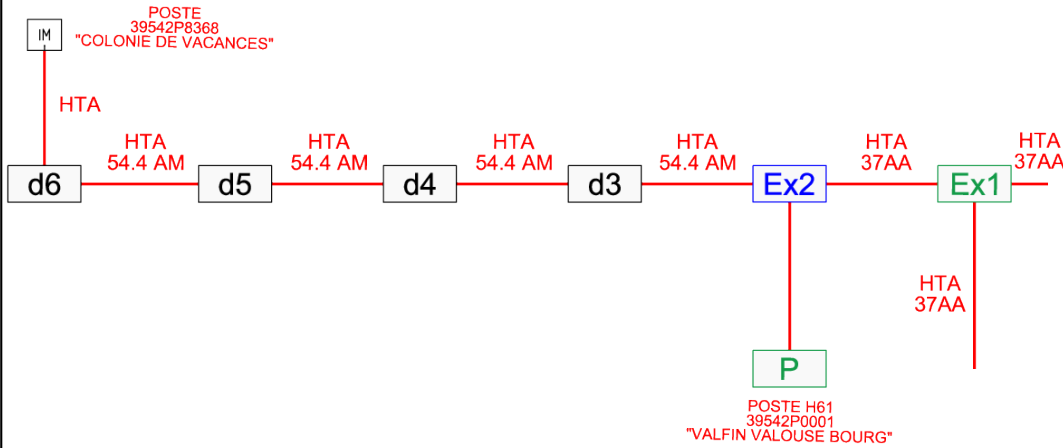 POSTE
39542P8368
"COLONIE DE VACANCES"
IM
HTA
HTA
54.4 AM
HTA
54.4 AM
HTA
54.4 AM
HTA
54.4 AM
HTA
37AA
HTA
37AA
d6
d5
d4
d3
Ex2
Ex1
HTA
37AA
P
POSTE H61
39542P0001
"VALFIN VALOUSE BOURG"